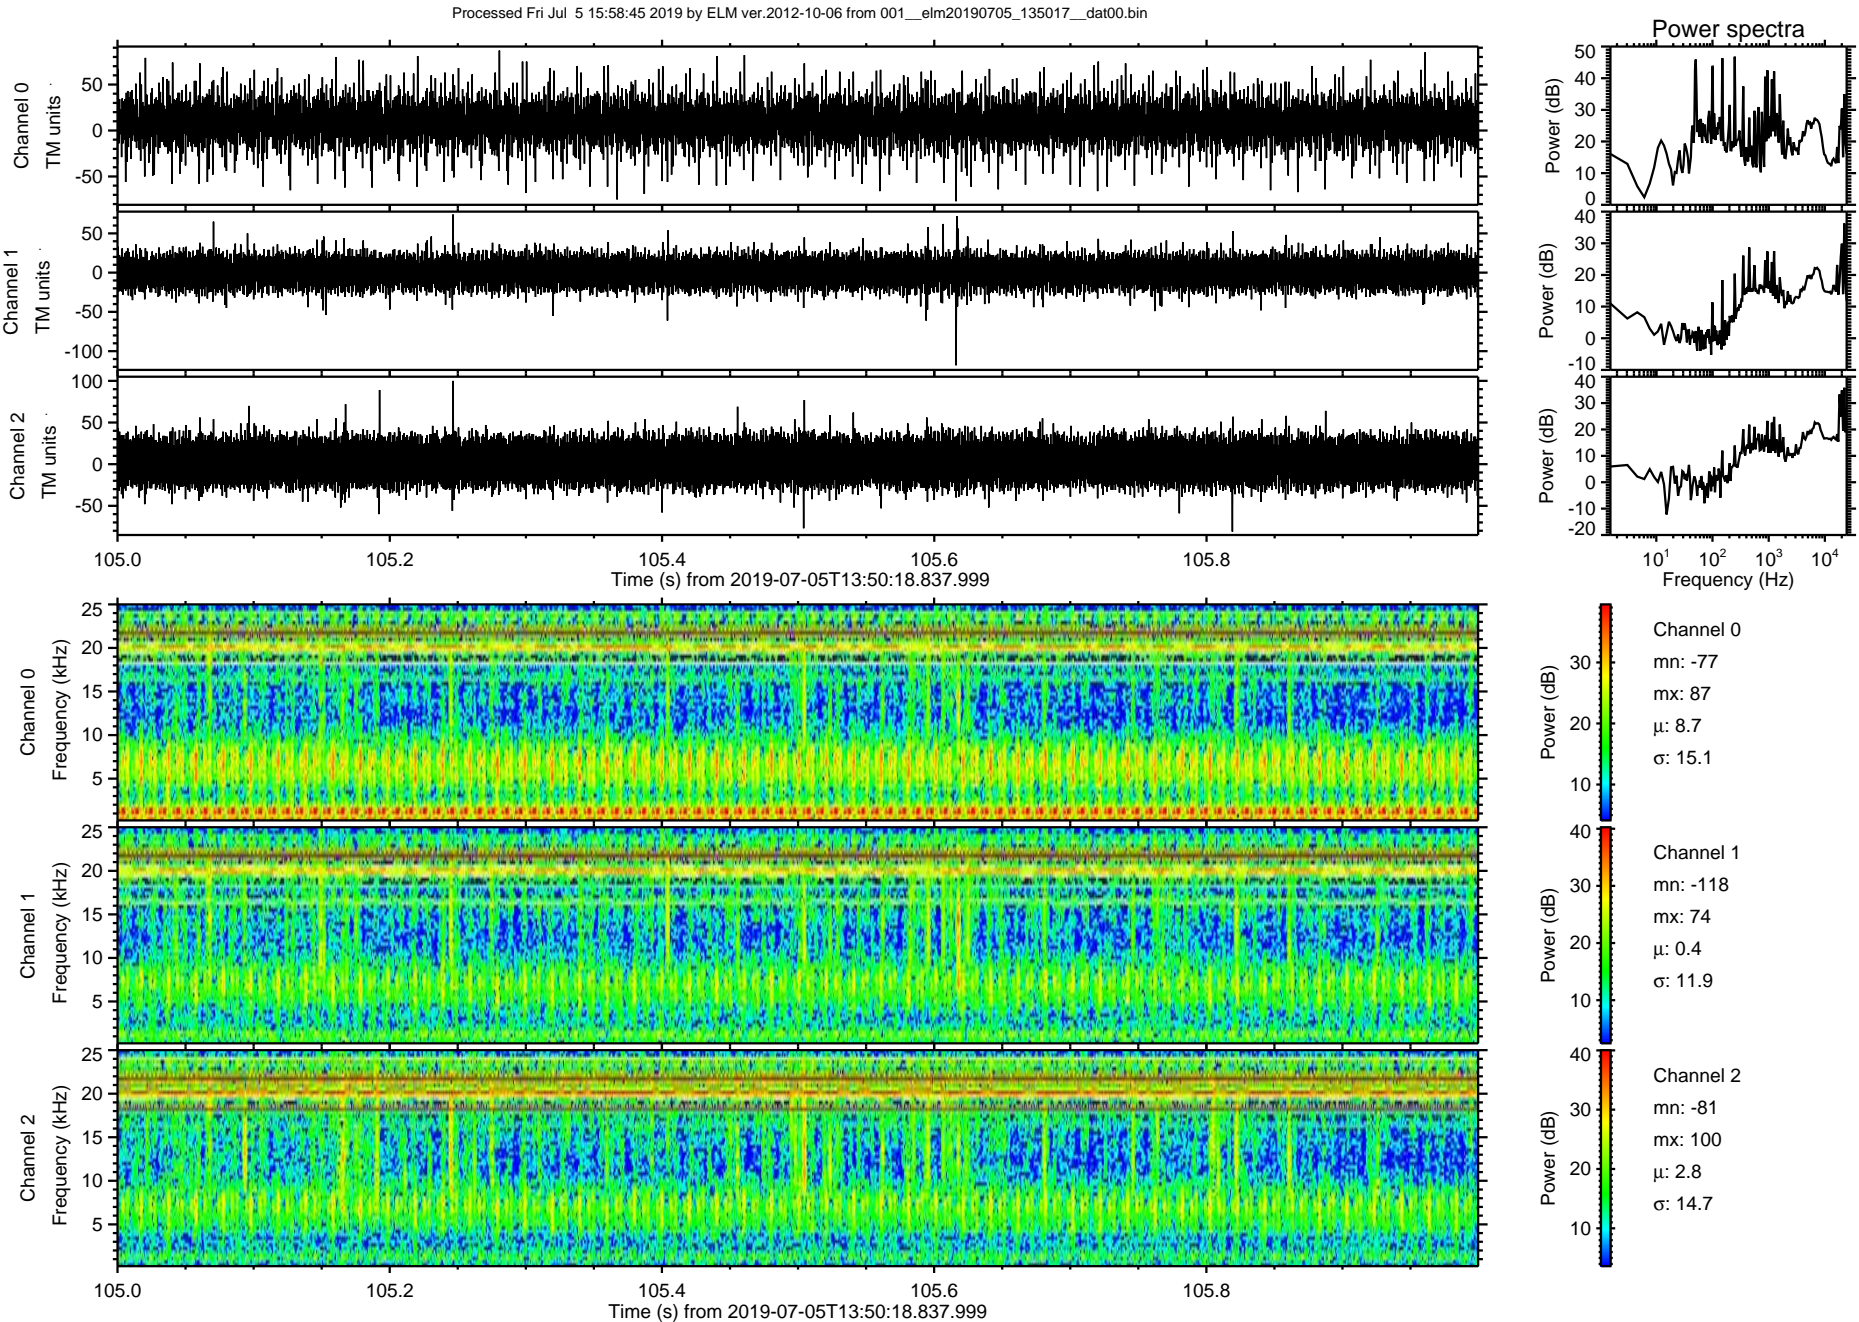 Processed Fri Jul 5 15:58:45 2019 by ELM ver.2012-10-06 from 001__elm20190705_135017__dat00.bin
Power spectra
Channel 0
TM units
50
0
-50
Power (dB)
50
40
30
20
10
0
Channel 1
TM units
50
0
-50
-100
Power (dB)
40
30
20
10
0
-10
Channel 2
TM units
100
50
0
-50
Power (dB)
40
30
20
10
0
-10
-20
105.0 105.2 105.4 105.6 105.8
Time (s) from 2019-07-05T13:50:18.837.999
10^1 10^2 10^3 10^4
Frequency (Hz)
Channel 0
Frequency (kHz)
25
20
15
10
5
Power (dB)
30
20
10
Channel 0
mn: -77
mx: 87
μ: 8.7
σ: 15.1
Channel 1
Frequency (kHz)
25
20
15
10
5
Power (dB)
40
30
20
10
Channel 1
mn: -118
mx: 74
μ: 0.4
σ: 11.9
Channel 2
Frequency (kHz)
25
20
15
10
5
Power (dB)
40
30
20
10
Channel 2
mn: -81
mx: 100
μ: 2.8
σ: 14.7
105.0 105.2 105.4 105.6 105.8
Time (s) from 2019-07-05T13:50:18.837.999